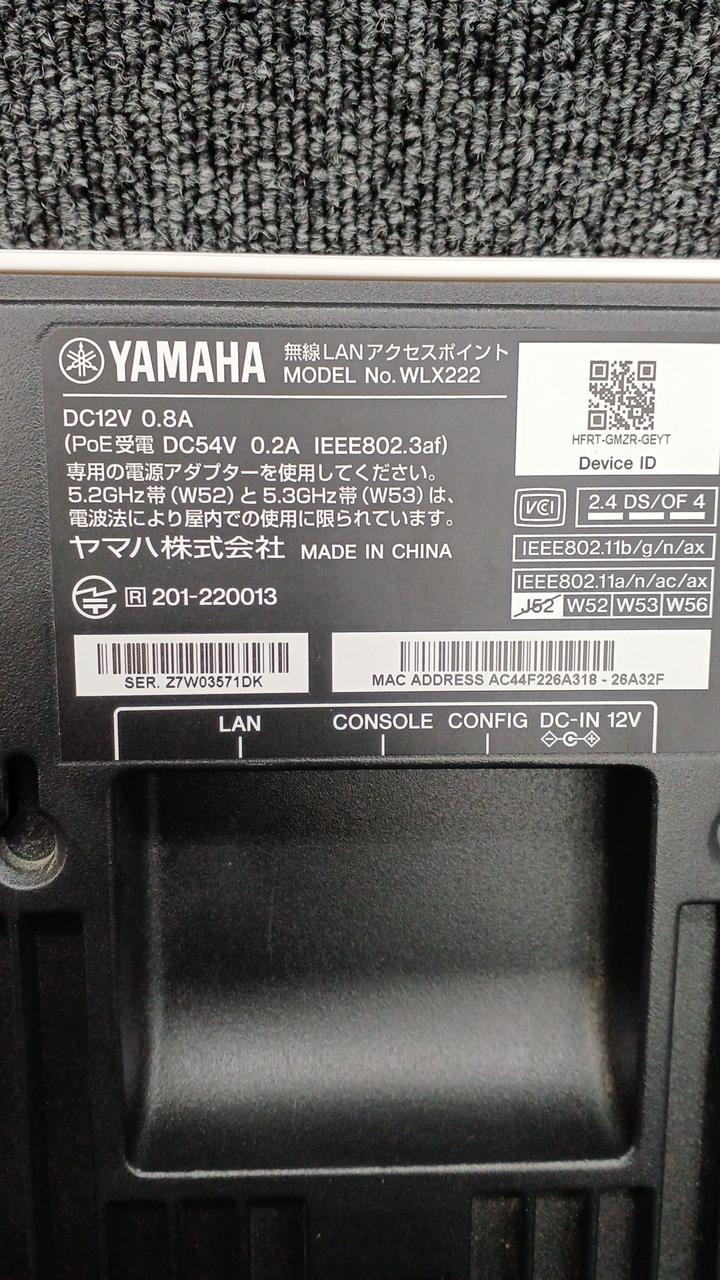 YAMAHA
無線LANアクセスポイント
MODEL No. WLX222
DC12V 0.8A
(PoE受電 DC54V 0.2A IEEE802.3af)
専用の電源アダプターを使用してください。
5.2GHz帯(W52)と5.3GHz帯(W53)は、
電波法により屋内での使用に限られています。
ヤマハ株式会社 MADE IN CHINA
R 201-220013
HFRT-GMZR-GEYT
Device ID
VCI
2.4 DS/OF 4
IEEE802.11b/g/n/ax
IEEE802.11a/n/ac/ax
J52 W52 W53 W56
SER. Z7W03571DK
MAC ADDRESS AC44F226A318 - 26A32F
LAN CONSOLE CONFIG DC-IN 12V